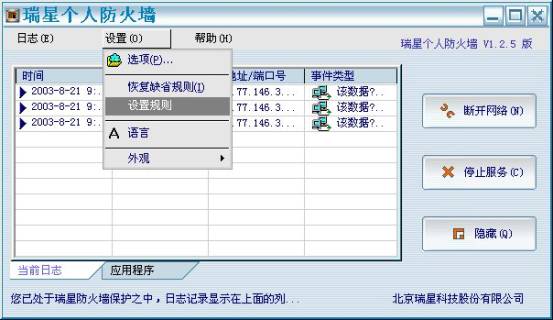 瑞星个人防火墙
日志(E) 设置(O) 帮助(H) 瑞星个人防火墙 V1.2.5 版
选项(P)...
恢复缺省规则(I)
设置规则
语言
外观
时间 地址/端口号 事件类型
2003-8-21 9:.. .77.146.3... 该数据?..
2003-8-21 9:.. .77.146.3... 该数据?..
2003-8-21 9:.. .77.146.3... 该数据?..
断开网络(N)
停止服务(C)
隐藏(Q)
当前日志 应用程序
您已处于瑞星防火墙保护之中，日志记录显示在上面的列... 北京瑞星科技股份有限公司